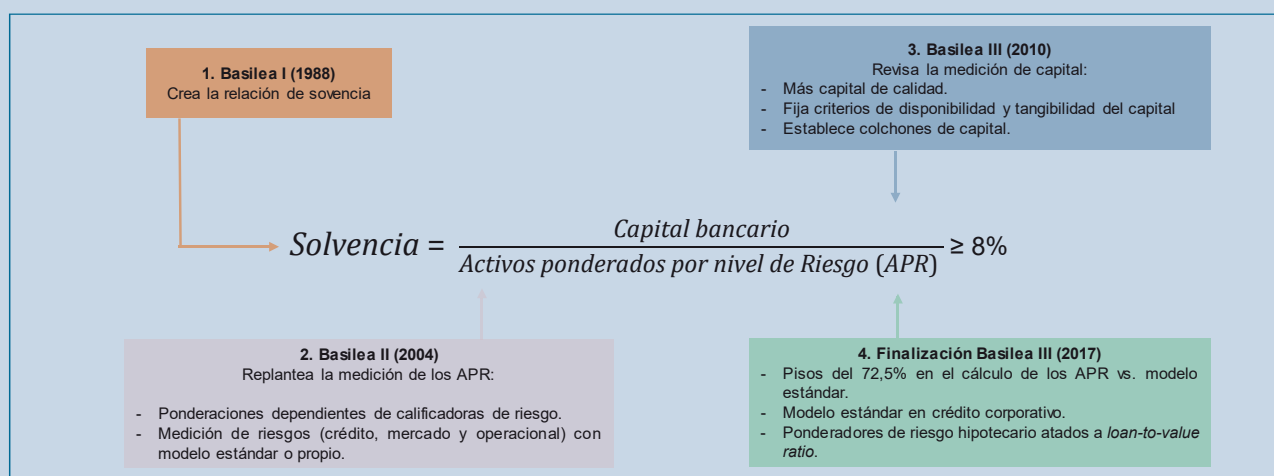 1. Basilea I (1988)
Crea la relación de sovencia
3. Basilea III (2010)
Revisa la medición de capital:
- Más capital de calidad.
- Fija criterios de disponibilidad y tangibilidad del capital
- Establece colchones de capital.
Solvencia = Capital bancario / Activos ponderados por nivel de Riesgo (APR) ≥ 8%
2. Basilea II (2004)
Replantea la medición de los APR:
- Ponderaciones dependientes de calificadoras de riesgo.
- Medición de riesgos (crédito, mercado y operacional) con
modelo estándar o propio.
4. Finalización Basilea III (2017)
- Pisos del 72,5% en el cálculo de los APR vs. modelo
estándar.
- Modelo estándar en crédito corporativo.
- Ponderadores de riesgo hipotecario atados a loan-to-value
ratio.